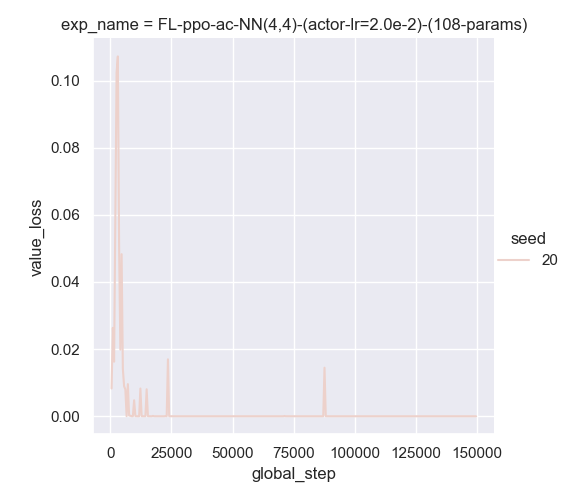 exp_name = FL-ppo-ac-NN(4,4)-(actor-lr=2.0e-2)-(108-params)
0.10
0.08
0.06
0.04
0.02
0.00
value_loss
seed
20
0 25000 50000 75000 100000 125000 150000
global_step